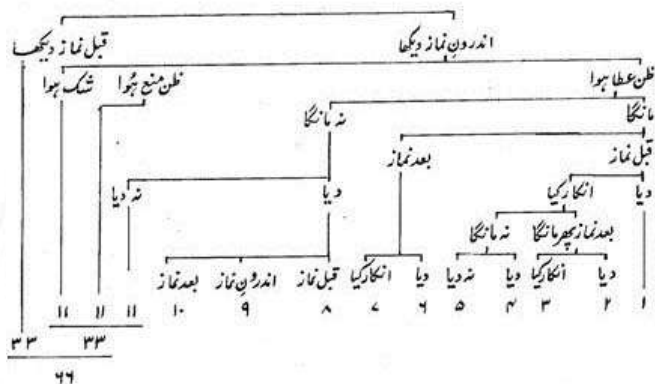 اندرونِ نماز دیکھا قبل نماز دیکھا
ظن عطا ہوا ظن منع ہُوا شک ہوا
مانگا نہ مانگا
قبل نماز بعد نماز
دیا انکار کیا دیا نہ دیا
بعد نماز پھر مانگا نہ مانگا
دیا انکار کیا دیا نہ دیا دیا انکار کیا قبل نماز اندرونِ نماز بعد نماز
۱ ۲ ۳ ۴ ۵ ۶ ۷ ۸ ۹ ۱۰ ۱۱ ۱۱ ۱۱
۳۳ ۳۳
۶۶